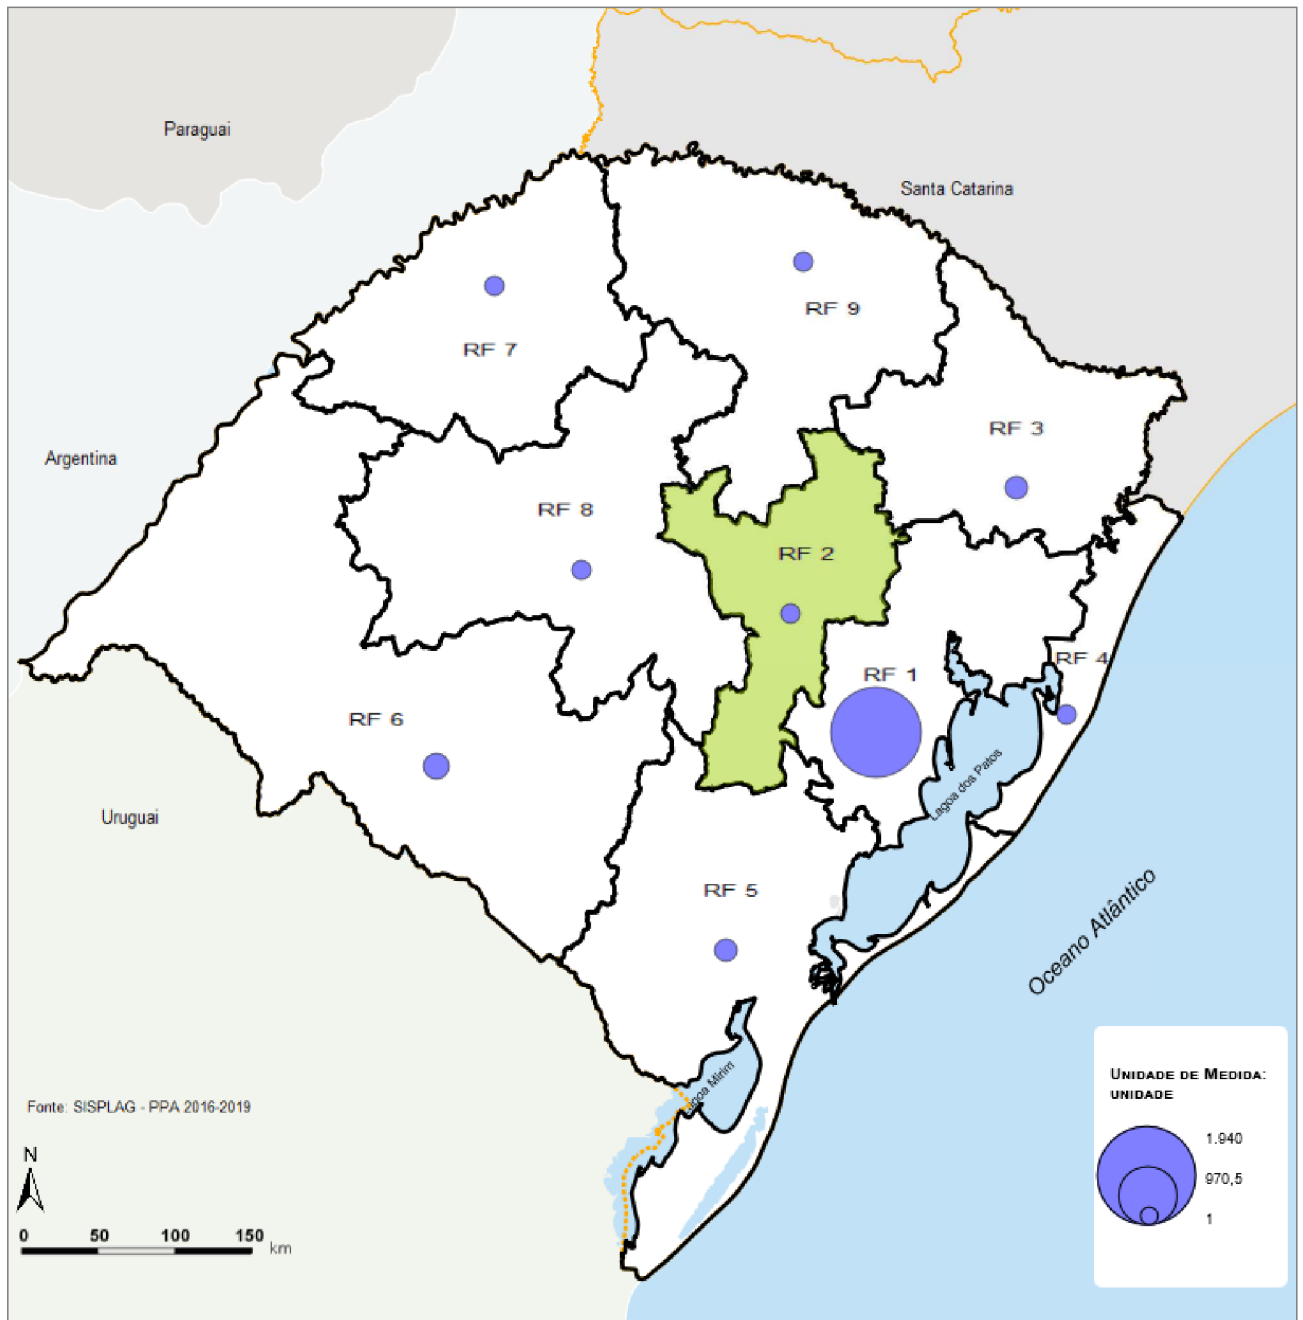 Paraguai
Santa Catarina
RF 9
RF 7
RF 3
Argentina
RF 8
RF 2
RF 4
RF 1
RF 6
Lagoa dos Patos
Uruguai
RF 5
Oceano Atlântico
Lagoa Mirim
Fonte: SISPLAG - PPA 2016-2019
N
0 50 100 150
km
UNIDADE DE MEDIDA:
UNIDADE
1.940
970,5
1